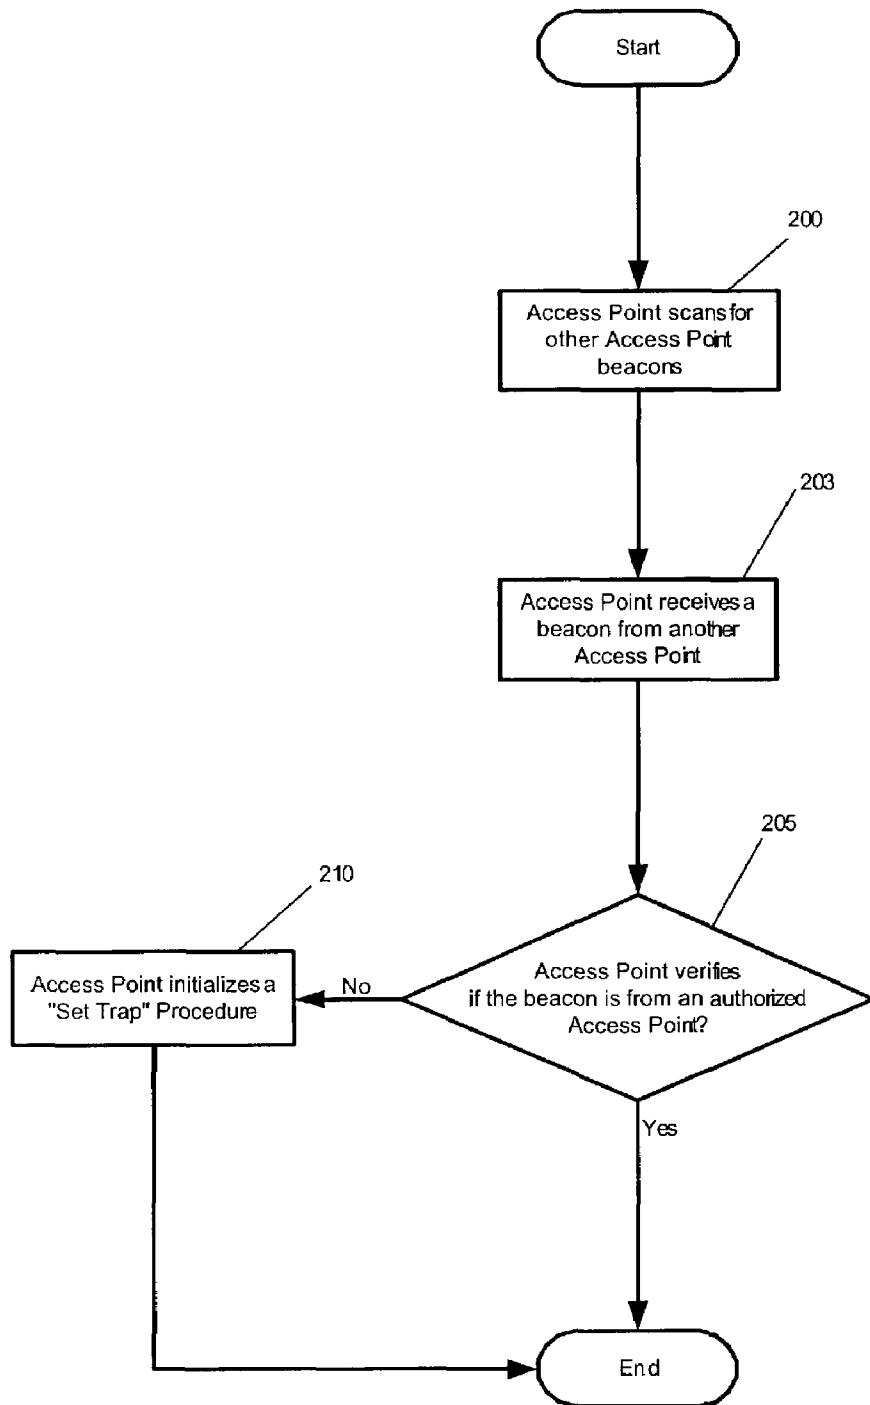 Start
200
Access Point scans for
other Access Point
beacons
203
Access Point receives a
beacon from another
Access Point
205
210
Access Point verifies
if the beacon is from an authorized
Access Point?
No
Access Point initializes a
"Set Trap" Procedure
Yes
End